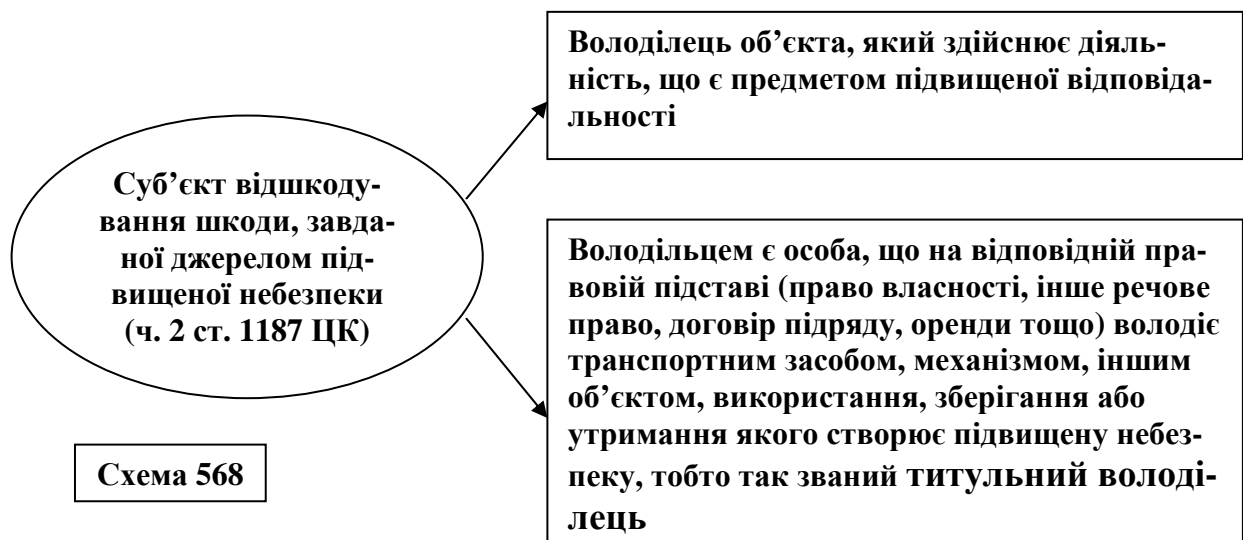 Володілець об’єкта, який здійснює діяль-
ність, що є предметом підвищеної відповіда-
льності
Суб’єкт відшкоду-
вання шкоди, завда-
ної джерелом під-
вищеної небезпеки
(ч. 2 ст. 1187 ЦК)
Володільцем є особа, що на відповідній пра-
вовій підставі (право власності, інше речове
право, договір підряду, оренди тощо) володіє
транспортним засобом, механізмом, іншим
об’єктом, використання, зберігання або
утримання якого створює підвищену небез-
пеку, тобто так званий титульний володі-
лець
Схема 568